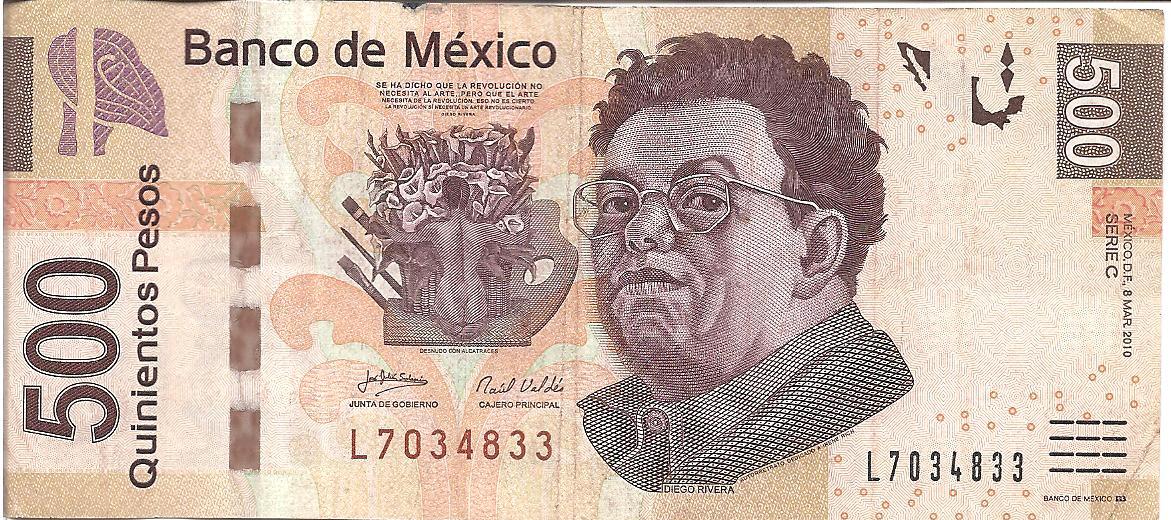 Banco de México
SE HA DICHO QUE LA REVOLUCIÓN NO
NECESITA AL ARTE, PERO QUE EL ARTE
NECESITA DE LA REVOLUCIÓN. ESO NO ES CIERTO.
LA REVOLUCIÓN SÍ NECESITA UN ARTE REVOLUCIONARIO.
DIEGO RIVERA
500
Quinientos Pesos
500
MÉXICO, D.F., 8 MAR. 2010
SERIE C
DESNUDO CON ALCATRACES
Raúl Valdés
JUNTA DE GOBIERNO
CAJERO PRINCIPAL
L7034833
L7034833
DIEGO RIVERA
BANCO DE MÉXICO